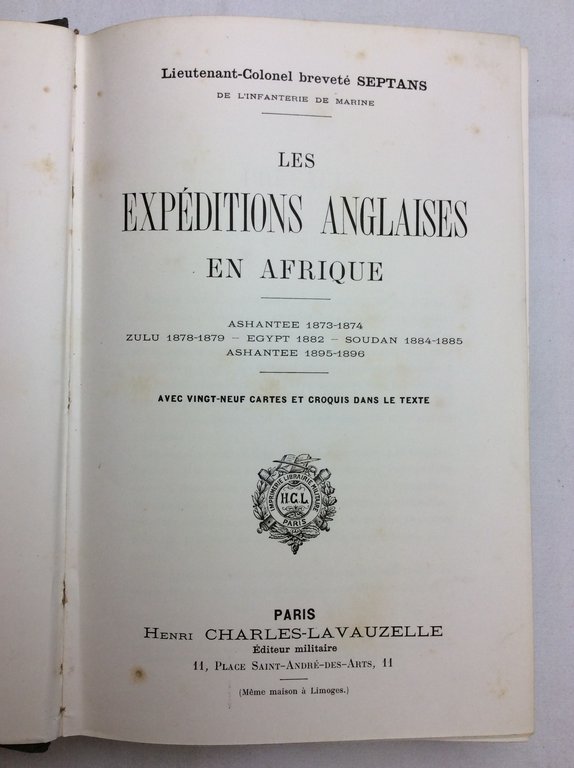 Lieutenant-Colonel breveté SEPTANS
DE L'INFANTERIE DE MARINE
LES
EXPÉDITIONS ANGLAISES
EN AFRIQUE
ASHANTEE 1873-1874
ZULU 1878-1879 — EGYPT 1882 — SOUDAN 1884-1885
ASHANTEE 1895-1896
AVEC VINGT-NEUF CARTES ET CROQUIS DANS LE TEXTE
IMPRIMERIE LIBRAIRIE MILITAIRE
H.C.L.
PARIS
PARIS
HENRI CHARLES-LAVAUZELLE
Éditeur militaire
11, PLACE SAINT-ANDRÉ-DES-ARTS, 11
(Même maison à Limoges.)